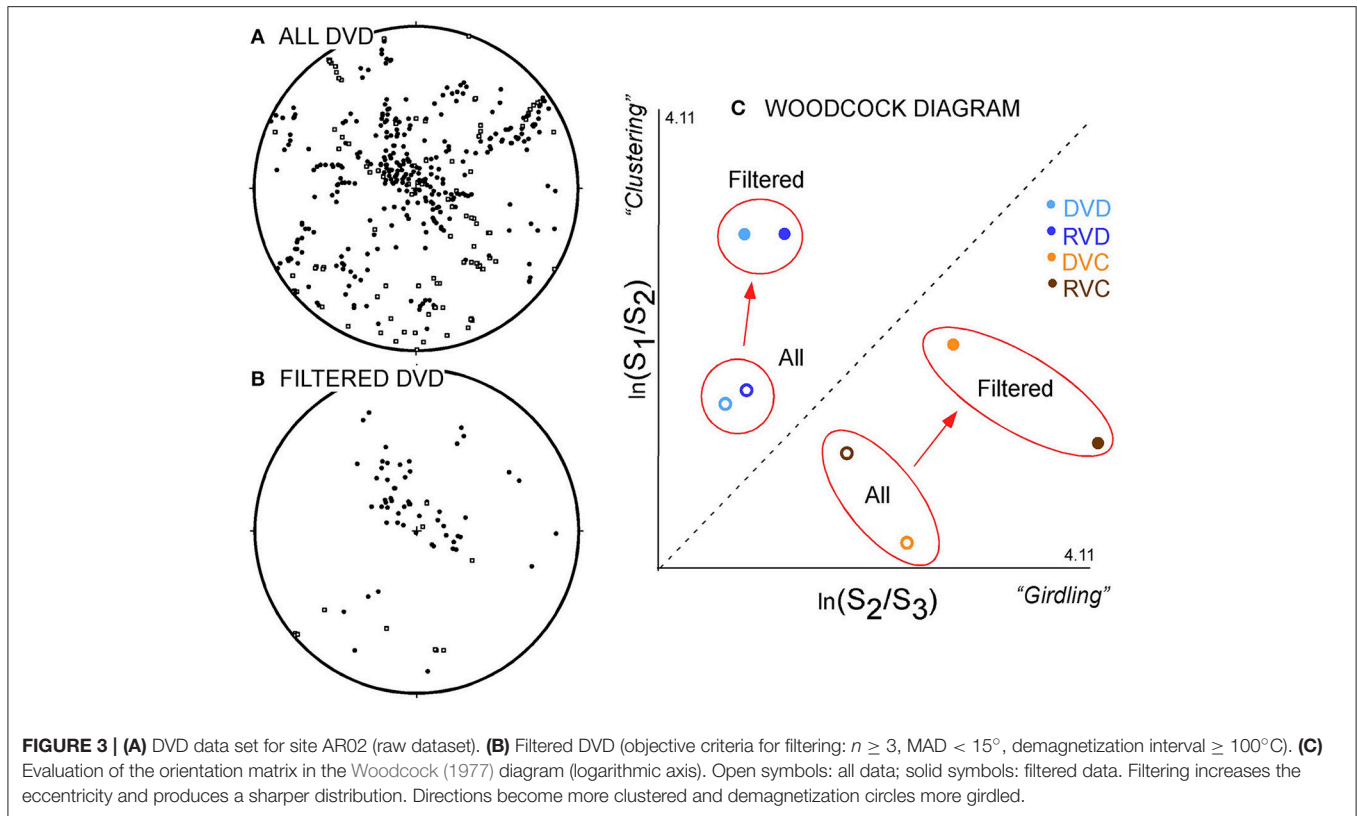 A ALL DVD
B FILTERED DVD
C WOODCOCK DIAGRAM
4.11
"Clustering"
ln(S1/S2)
Filtered
All
DVD
RVD
DVC
RVC
Filtered
All
4.11
ln(S2/S3)
"Girdling"
FIGURE 3 | (A) DVD data set for site AR02 (raw dataset). (B) Filtered DVD (objective criteria for filtering: n ≥ 3, MAD < 15°, demagnetization interval ≥ 100°C). (C)
Evaluation of the orientation matrix in the Woodcock (1977) diagram (logarithmic axis). Open symbols: all data; solid symbols: filtered data. Filtering increases the
eccentricity and produces a sharper distribution. Directions become more clustered and demagnetization circles more girdled.